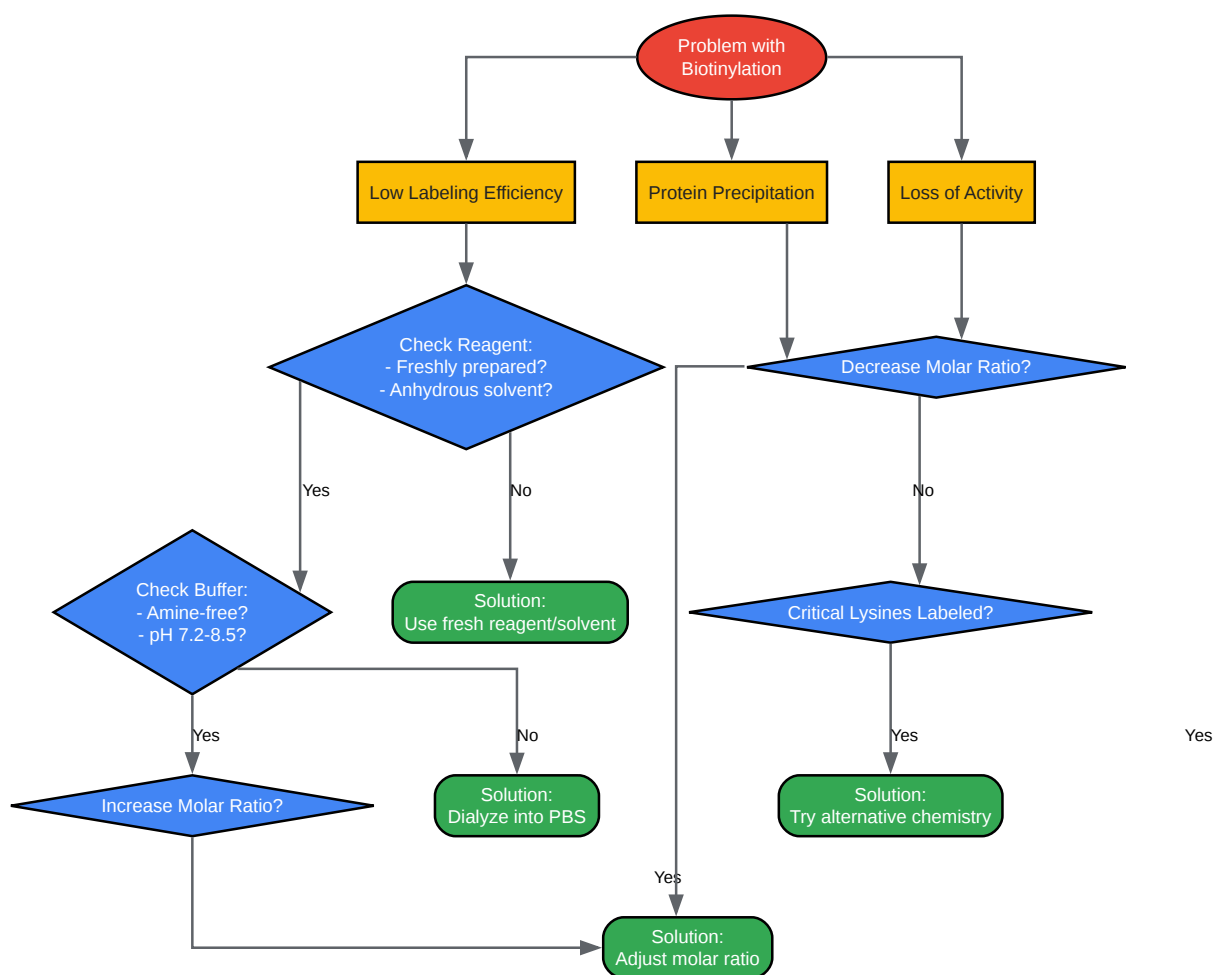 Problem with
Biotinylation
Low Labeling Efficiency
Protein Precipitation
Loss of Activity
Check Reagent:
- Freshly prepared?
- Anhydrous solvent?
Decrease Molar Ratio?
Yes
No
No
Check Buffer:
- Amine-free?
- pH 7.2-8.5?
Solution:
Use fresh reagent/solvent
Critical Lysines Labeled?
Yes
No
Yes
Yes
Increase Molar Ratio?
Solution:
Dialyze into PBS
Solution:
Try alternative chemistry
Yes
Solution:
Adjust molar ratio